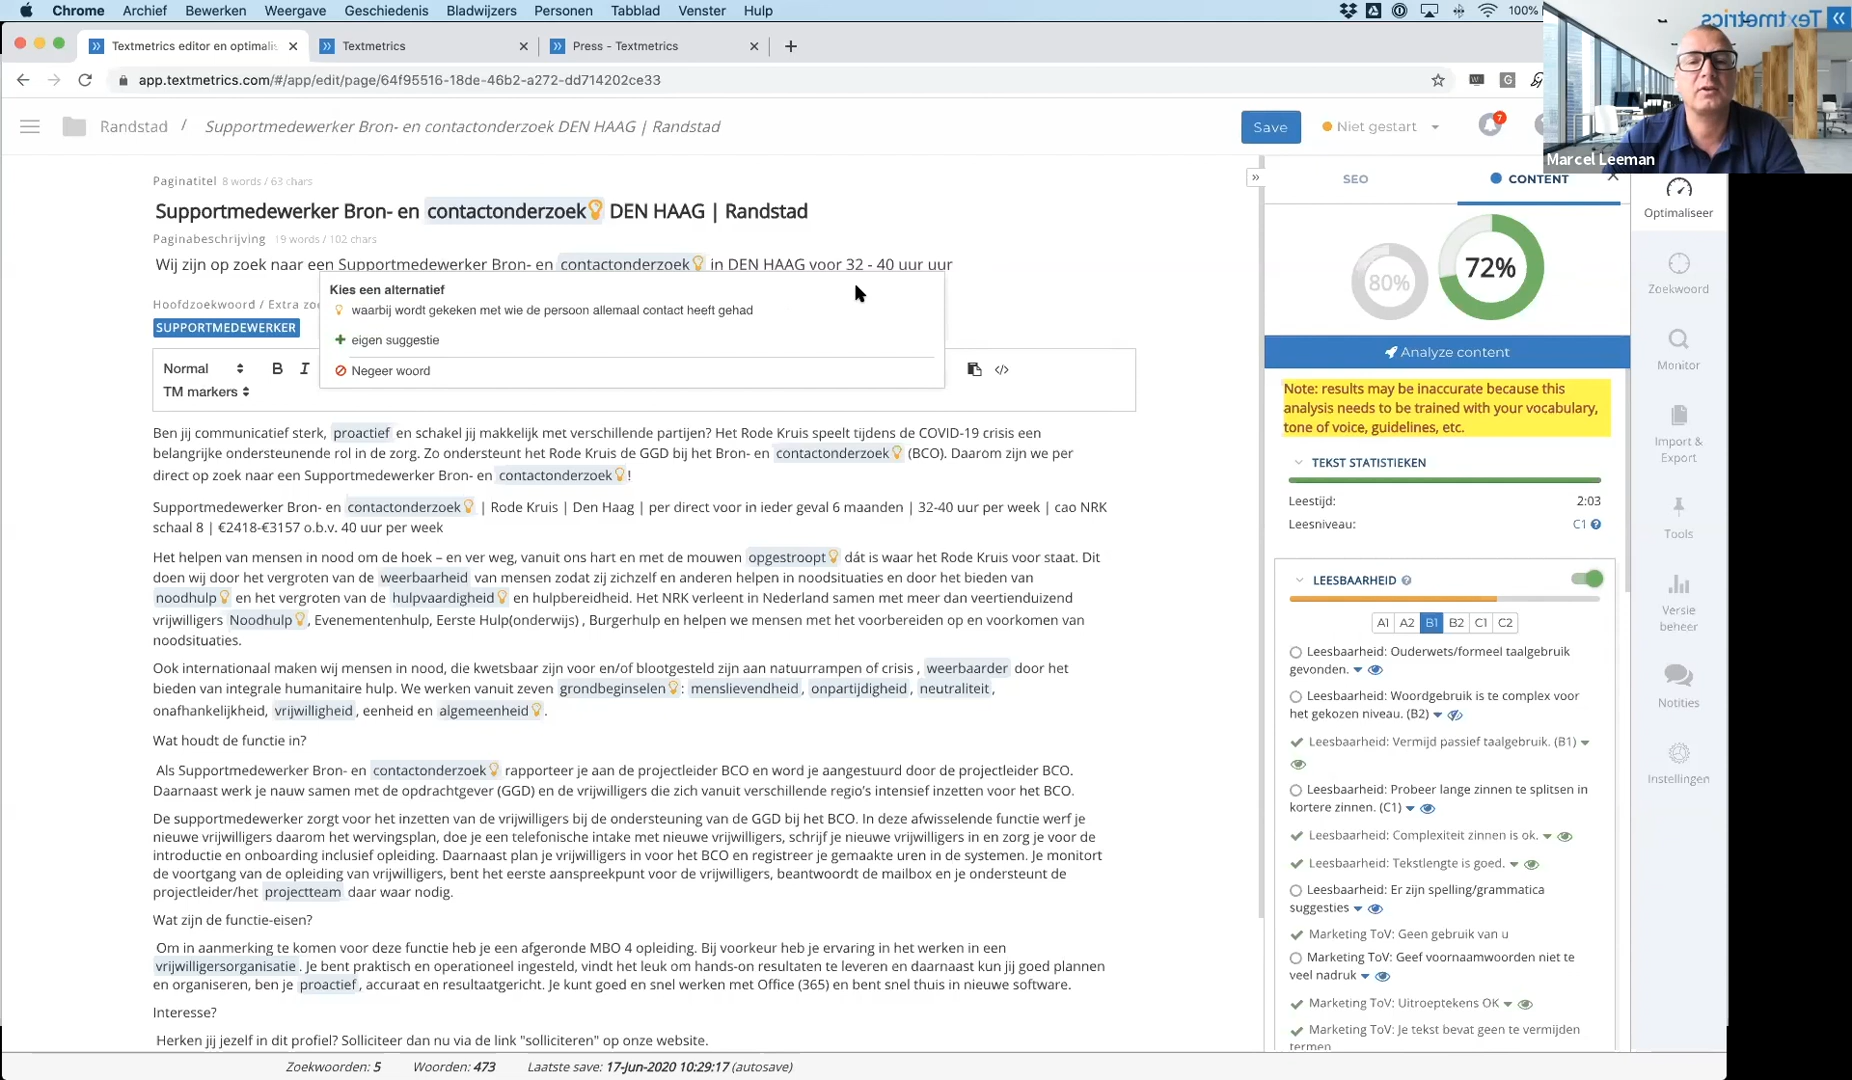 Chrome Archief Bewerken Weergave Geschiedenis Bladwijzers Personen Tabblad Venster Hulp 100%
Textmetrics editor en optimalis Textmetrics Press - Textmetrics
app.textmetrics.com/#/app/edit/page/64f95516-18de-46b2-a272-dd714202ce33
Textmetrics
Marcel Leeman
Randstad / Supportmedewerker Bron- en contactonderzoek DEN HAAG | Randstad
Save Niet gestart 7
Paginatitel 8 words / 63 chars
Supportmedewerker Bron- en contactonderzoek DEN HAAG | Randstad
Paginabeschrijving 19 words / 102 chars
Wij zijn op zoek naar een Supportmedewerker Bron- en contactonderzoek in DEN HAAG voor 32 - 40 uur uur
Kies een alternatief
waarbij wordt gekeken met wie de persoon allemaal contact heeft gehad
eigen suggestie
Negeer woord
Hoofdzoekwoord / Extra zoe
SUPPORTMEDEWERKER
Normal B I </>
TM markers
Ben jij communicatief sterk, proactief en schakel jij makkelijk met verschillende partijen? Het Rode Kruis speelt tijdens de COVID-19 crisis een
belangrijke ondersteunende rol in de zorg. Zo ondersteunt het Rode Kruis de GGD bij het Bron- en contactonderzoek (BCO). Daarom zijn we per
direct op zoek naar een Supportmedewerker Bron- en contactonderzoek !
Supportmedewerker Bron- en contactonderzoek | Rode Kruis | Den Haag | per direct voor in ieder geval 6 maanden | 32-40 uur per week | cao NRK
schaal 8 | €2418-€3157 o.b.v. 40 uur per week
Het helpen van mensen in nood om de hoek – en ver weg, vanuit ons hart en met de mouwen opgestroopt dát is waar het Rode Kruis voor staat. Dit
doen wij door het vergroten van de weerbaarheid van mensen zodat zij zichzelf en anderen helpen in noodsituaties en door het bieden van
noodhulp en het vergroten van de hulpvaardigheid en hulpbereidheid. Het NRK verleent in Nederland samen met meer dan veertienduizend
vrijwilligers Noodhulp , Evenementenhulp, Eerste Hulp(onderwijs) , Burgerhulp en helpen we mensen met het voorbereiden op en voorkomen van
noodsituaties.
Ook internationaal maken wij mensen in nood, die kwetsbaar zijn voor en/of blootgesteld zijn aan natuurrampen of crisis , weerbaarder door het
bieden van integrale humanitaire hulp. We werken vanuit zeven grondbeginselen : menslievendheid , onpartijdigheid , neutraliteit ,
onafhankelijkheid, vrijwilligheid , eenheid en algemeenheid .
Wat houdt de functie in?
Als Supportmedewerker Bron- en contactonderzoek rapporteer je aan de projectleider BCO en word je aangestuurd door de projectleider BCO.
Daarnaast werk je nauw samen met de opdrachtgever (GGD) en de vrijwilligers die zich vanuit verschillende regio's intensief inzetten voor het BCO.
De supportmedewerker zorgt voor het inzetten van de vrijwilligers bij de ondersteuning van de GGD bij het BCO. In deze afwisselende functie werf je
nieuwe vrijwilligers daarom het wervingsplan, doe je een telefonische intake met nieuwe vrijwilligers, schrijf je nieuwe vrijwilligers in en zorg je voor de
introductie en onboarding inclusief opleiding. Daarnaast plan je vrijwilligers in voor het BCO en registreer je gemaakte uren in de systemen. Je monitort
de voortgang van de opleiding van vrijwilligers, bent het eerste aanspreekpunt voor de vrijwilligers, beantwoordt de mailbox en je ondersteunt de
projectleider/het projectteam daar waar nodig.
Wat zijn de functie-eisen?
Om in aanmerking te komen voor deze functie heb je een afgeronde MBO 4 opleiding. Bij voorkeur heb je ervaring in het werken in een
vrijwilligersorganisatie . Je bent praktisch en operationeel ingesteld, vindt het leuk om hands-on resultaten te leveren en daarnaast kun jij goed plannen
en organiseren, ben je proactief , accuraat en resultaatgericht. Je kunt goed en snel werken met Office (365) en bent snel thuis in nieuwe software.
Interesse?
Herken jij jezelf in dit profiel? Solliciteer dan nu via de link "solliciteren" op onze website.
Zoekwoorden: 5 Woorden: 473 Laatste save: 17-Jun-2020 10:29:17 (autosave)
SEO CONTENT
80% 72%
Analyze content
Note: results may be inaccurate because this
analysis needs to be trained with your vocabulary,
tone of voice, guidelines, etc.
TEKST STATISTIEKEN
Leestijd: 2:03
Leesniveau: C1
LEESBAARHEID
A1 A2 B1 B2 C1 C2
Leesbaarheid: Ouderwets/formeel taalgebruik
gevonden.
Leesbaarheid: Woordgebruik is te complex voor
het gekozen niveau. (B2)
Leesbaarheid: Vermijd passief taalgebruik. (B1)
Leesbaarheid: Probeer lange zinnen te splitsen in
kortere zinnen. (C1)
Leesbaarheid: Complexiteit zinnen is ok.
Leesbaarheid: Tekstlengte is goed.
Leesbaarheid: Er zijn spelling/grammatica
suggesties
Marketing ToV: Geen gebruik van u
Marketing ToV: Geef voornaamwoorden niet te
veel nadruk
Marketing ToV: Uitroeptekens OK
Marketing ToV: Je tekst bevat geen te vermijden
termen
Optimaliseer
Zoekwoord
Monitor
Import &
Export
Tools
Versie
beheer
Notities
Instellingen